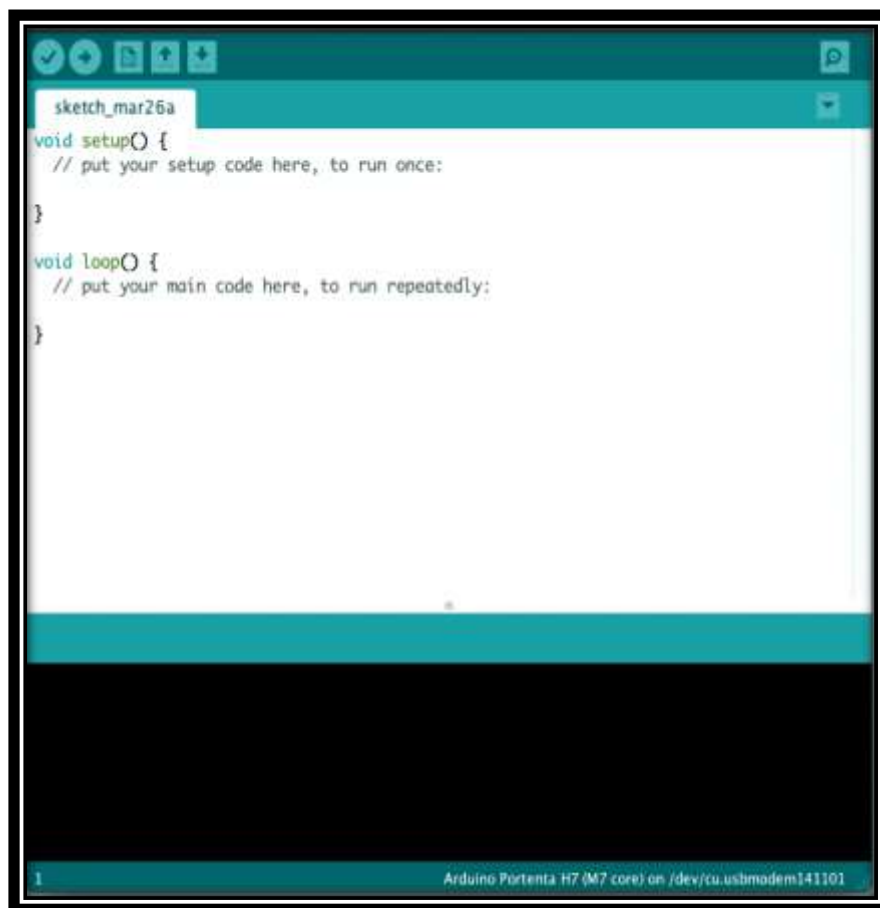 sketch_mar26a
void setup() {
  // put your setup code here, to run once:
}
void loop() {
  // put your main code here, to run repeatedly:
}
1
Arduino Portenta H7 (M7 core) on /dev/cu.usbmodem141101